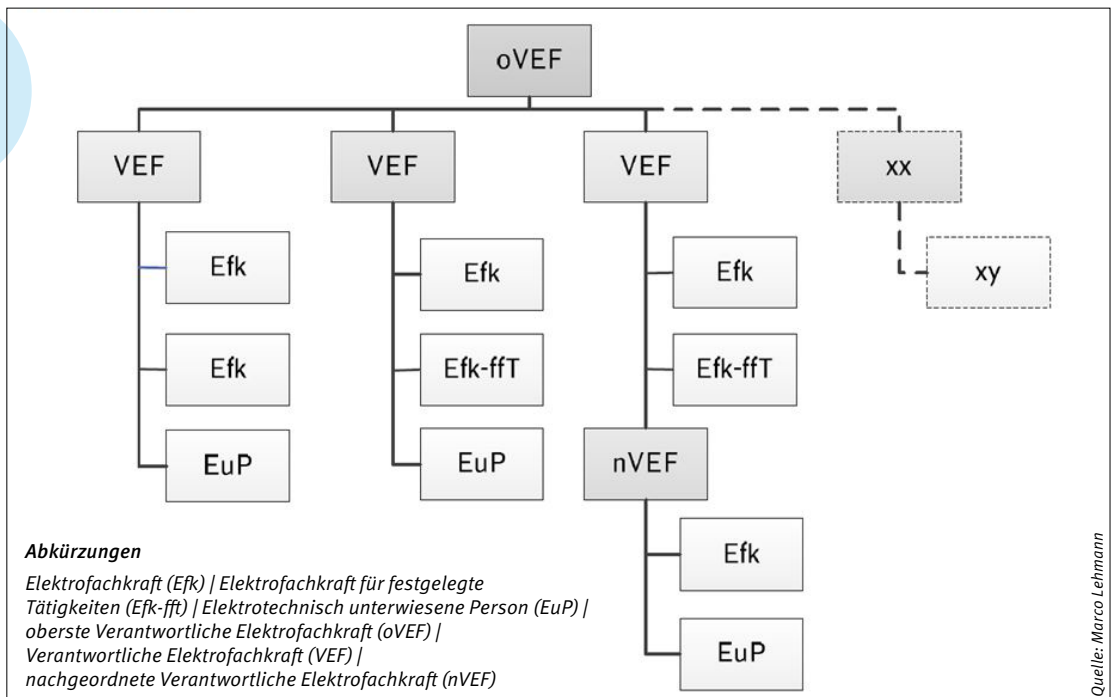 oVEF
VEF VEF VEF xx
Efk Efk Efk xy
Efk Efk-ffT Efk-ffT
EuP EuP nVEF
Efk
EuP
Abkürzungen
Elektrofachkraft (Efk) | Elektrofachkraft für festgelegte
Tätigkeiten (Efk-fft) | Elektrotechnisch unterwiesene Person (EuP) |
oberste Verantwortliche Elektrofachkraft (oVEF) |
Verantwortliche Elektrofachkraft (VEF) |
nachgeordnete Verantwortliche Elektrofachkraft (nVEF)
Quelle: Marco Lehmann